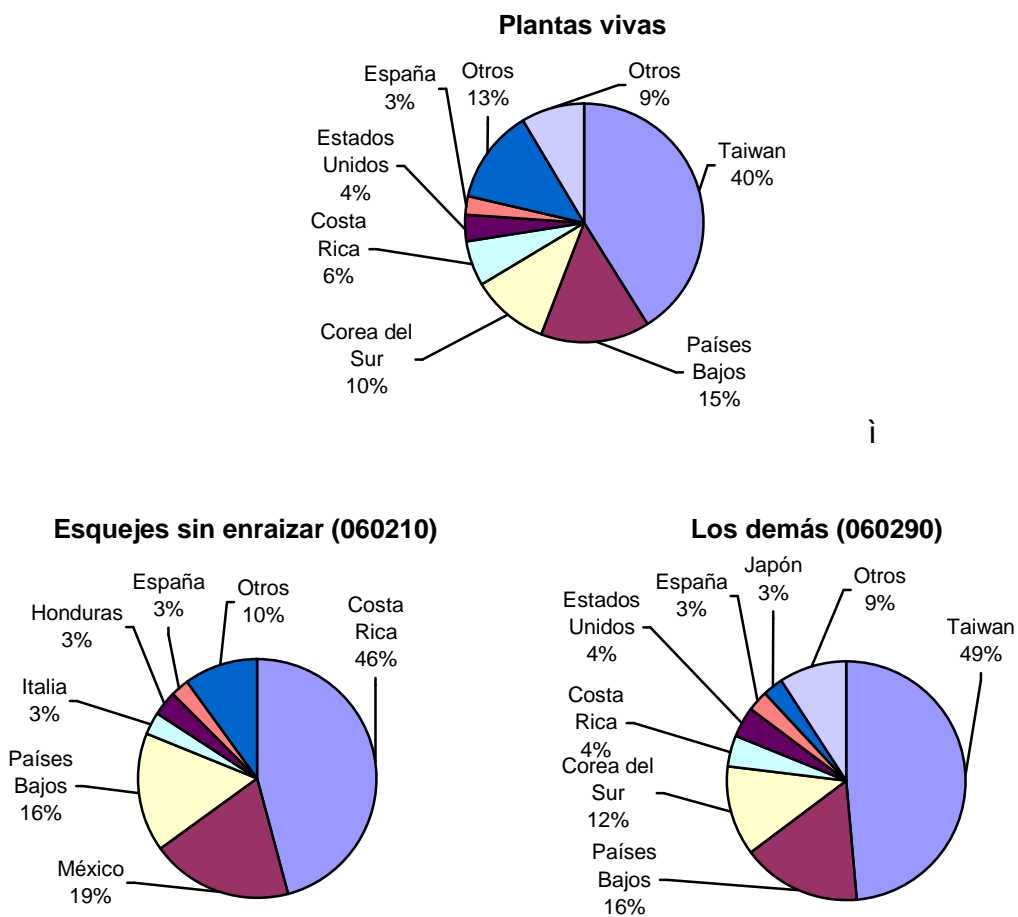 Plantas vivas
España
3%
Otros
13%
Otros
9%
Estados
Unidos
4%
Taiwan
40%
Costa
Rica
6%
Corea del
Sur
10%
Países
Bajos
15%
ì
Esquejes sin enraizar (060210)
España
3%
Otros
10%
Honduras
3%
Costa
Rica
46%
Italia
3%
Países
Bajos
16%
México
19%
Los demás (060290)
Japón
3%
España
3%
Otros
9%
Estados
Unidos
4%
Taiwan
49%
Costa
Rica
4%
Corea del
Sur
12%
Países
Bajos
16%